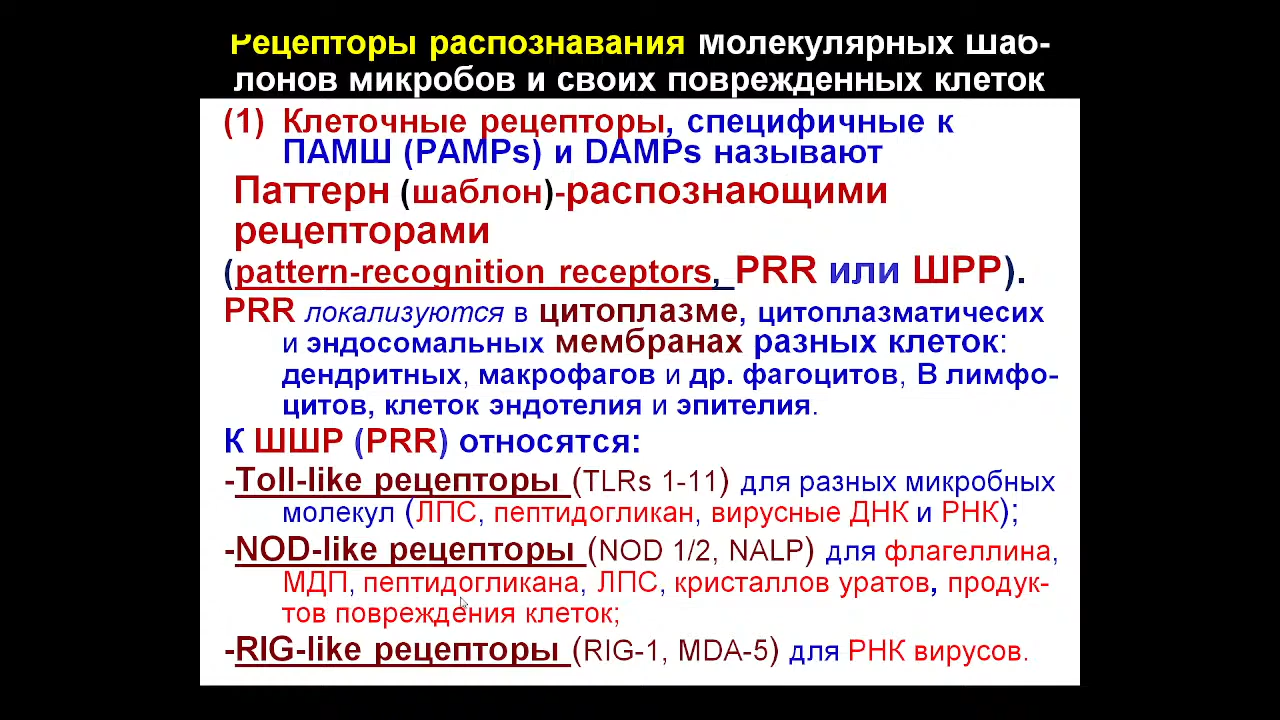 Рецепторы распознавания Молекулярных Шаб-
лонов микробов и своих поврежденных клеток
(1) Клеточные рецепторы, специфичные к
ПАМШ (PAMPs) и DAMPs называют
Паттерн (шаблон)-распознающими
рецепторами
(pattern-recognition receptors, PRR или ШРР).
PRR локализуются в цитоплазме, цитоплазматичесих
и эндосомальных мембранах разных клеток:
дендритных, макрофагов и др. фагоцитов, В лимфо-
цитов, клеток эндотелия и эпителия.
К ШШР (PRR) относятся:
-Toll-like рецепторы (TLRs 1-11) для разных микробных
молекул (ЛПС, пептидогликан, вирусные ДНК и РНК);
-NOD-like рецепторы (NOD 1/2, NALP) для флагеллина,
МДП, пептидогликана, ЛПС, кристаллов уратов, продук-
тов повреждения клеток;
-RIG-like рецепторы (RIG-1, MDA-5) для РНК вирусов.